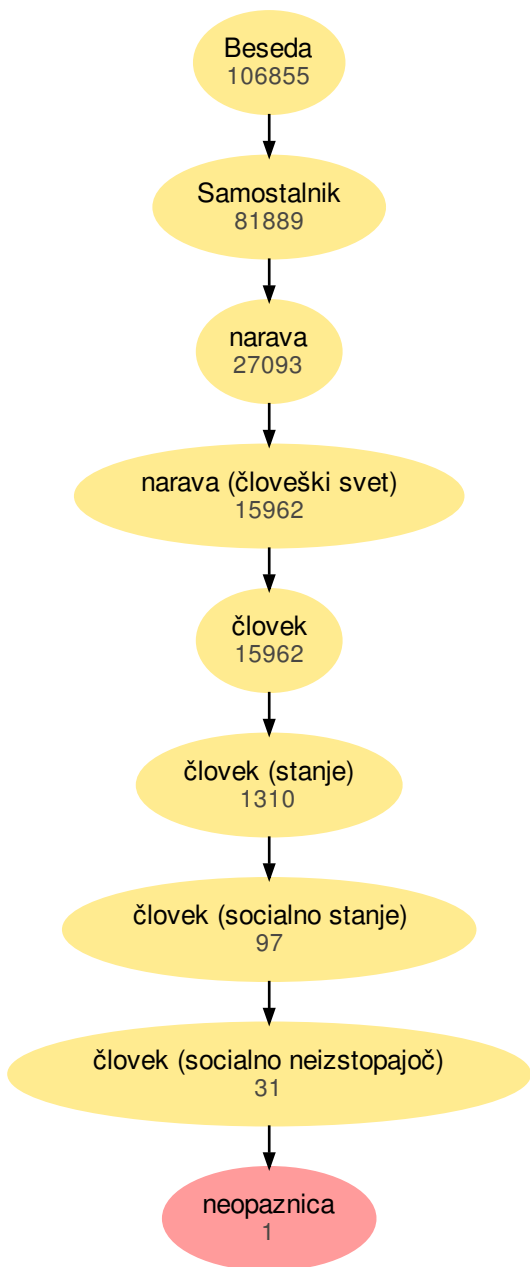 Beseda
106855
Samostalnik
81889
narava
27093
narava (človeški svet)
15962
človek
15962
človek (stanje)
1310
človek (socialno stanje)
97
človek (socialno neizstopajoč)
31
neopaznica
1